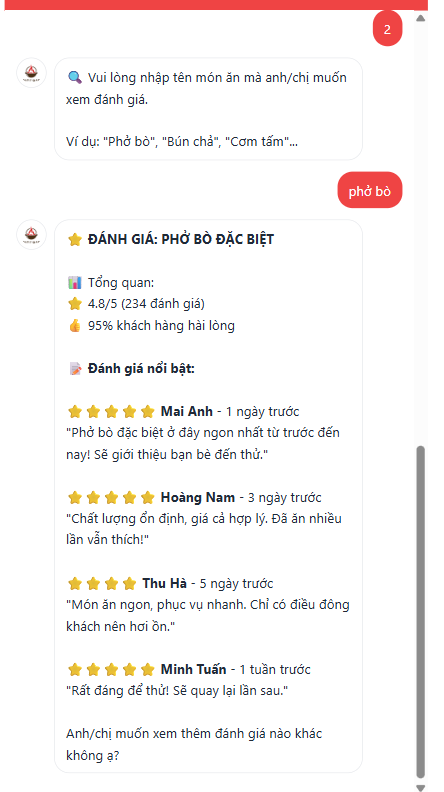 2
🔍 Vui lòng nhập tên món ăn mà anh/chị muốn
xem đánh giá.
Ví dụ: "Phở bò", "Bún chả", "Cơm tấm"...
phở bò
⭐ ĐÁNH GIÁ: PHỞ BÒ ĐẶC BIỆT
📊 Tổng quan:
⭐ 4.8/5 (234 đánh giá)
👍 95% khách hàng hài lòng
📝 Đánh giá nổi bật:
⭐⭐⭐⭐⭐ Mai Anh - 1 ngày trước
"Phở bò đặc biệt ở đây ngon nhất từ trước đến
nay! Sẽ giới thiệu bạn bè đến thử."
⭐⭐⭐⭐⭐ Hoàng Nam - 3 ngày trước
"Chất lượng ổn định, giá cả hợp lý. Đã ăn nhiều
lần vẫn thích!"
⭐⭐⭐⭐ Thu Hà - 5 ngày trước
"Món ăn ngon, phục vụ nhanh. Chỉ có điều đông
khách nên hơi ồn."
⭐⭐⭐⭐⭐ Minh Tuấn - 1 tuần trước
"Rất đáng để thử! Sẽ quay lại lần sau."
Anh/chị muốn xem thêm đánh giá nào khác
không ạ?